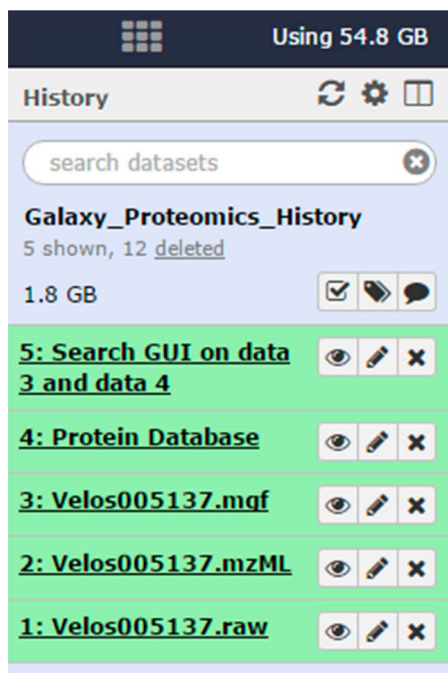 Using 54.8 GB
History
search datasets
Galaxy_Proteomics_History
5 shown, 12 deleted
1.8 GB
5: Search GUI on data
3 and data 4
4: Protein Database
3: Velos005137.mgf
2: Velos005137.mzML
1: Velos005137.raw